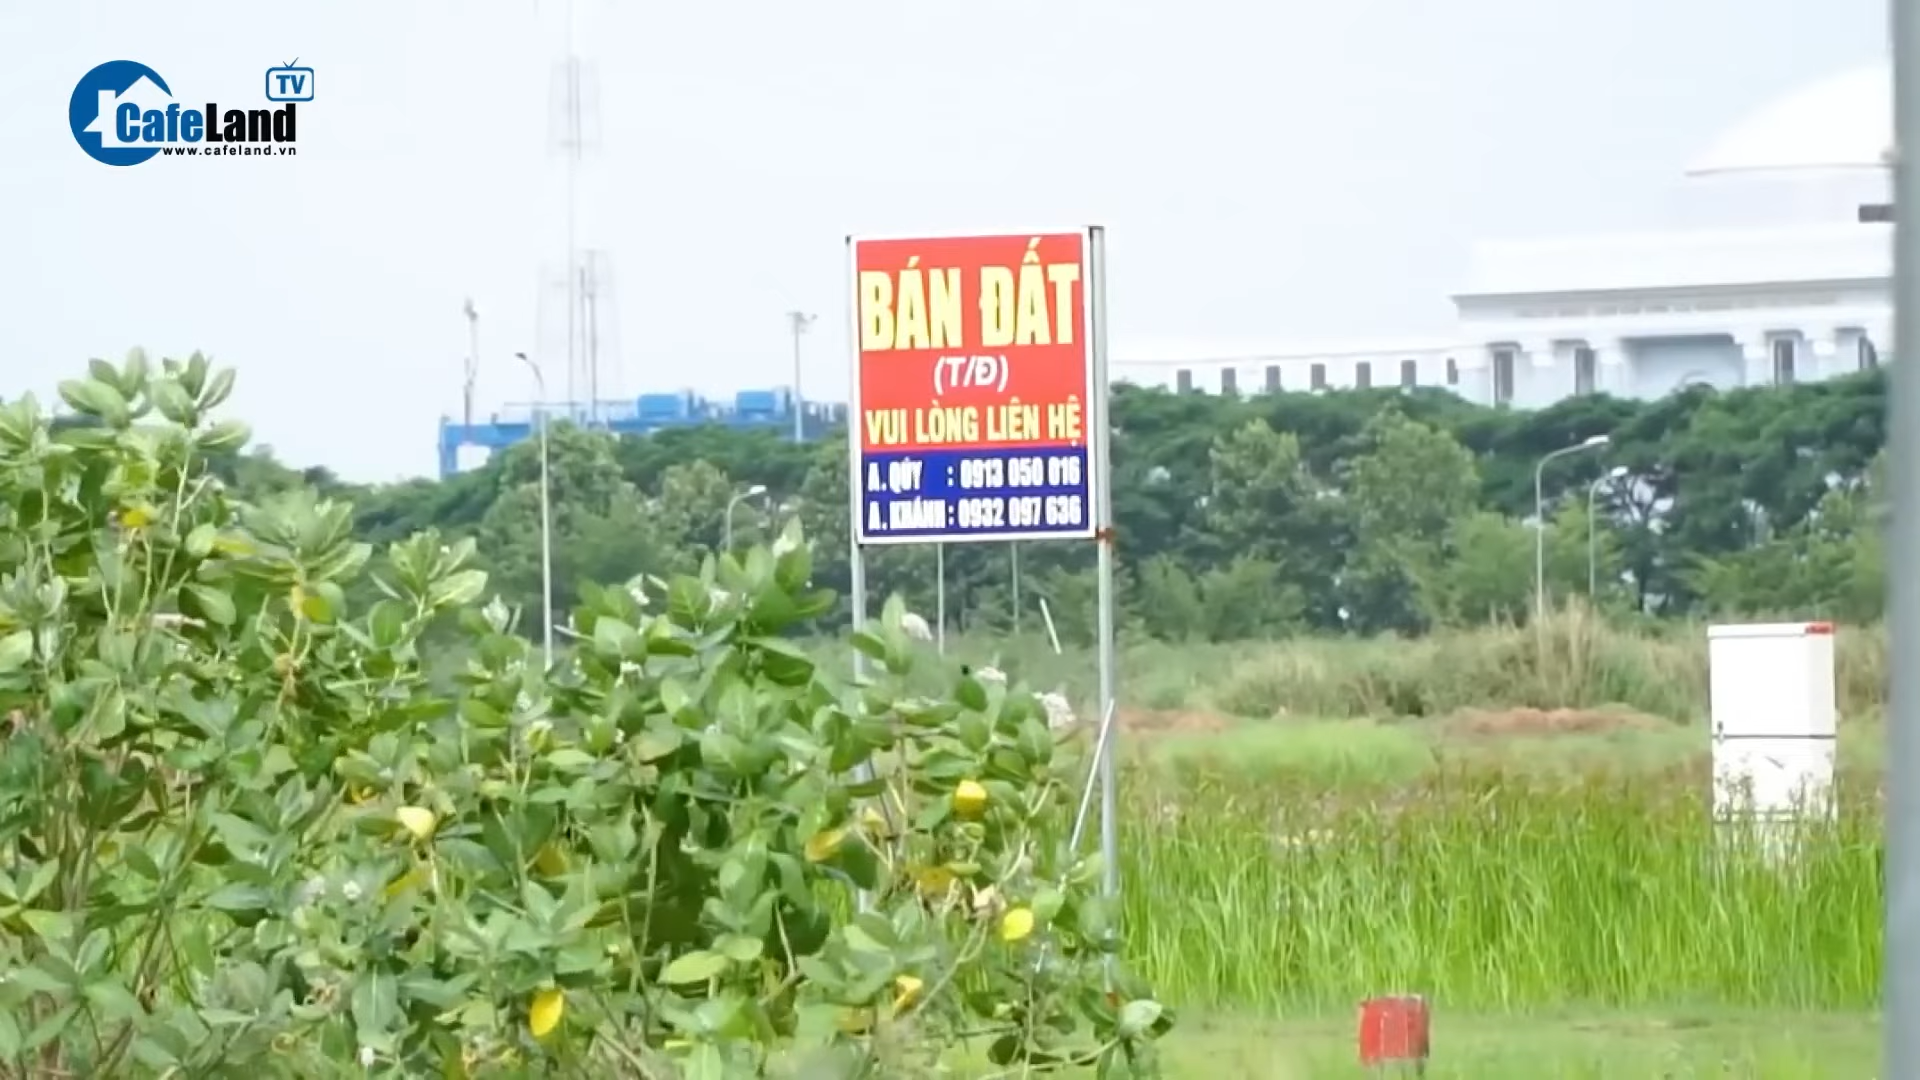 TV
CafeLand
www.cafeland.vn
BÁN ĐẤT
(T/Đ)
VUI LÒNG LIÊN HỆ
A. QÚY : 0913 050 016
A. KHÁNH : 0932 097 636